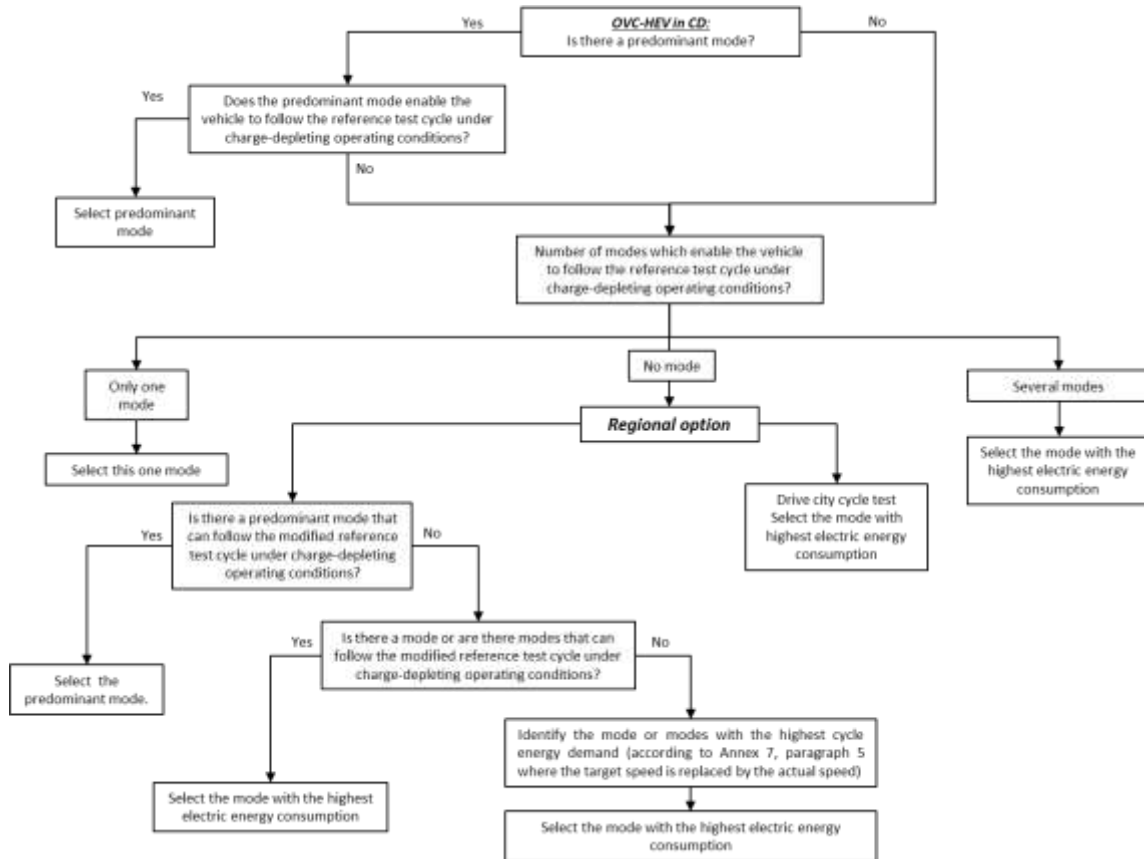 OVC-HEV in CD:
Is there a predominant mode?
Yes
No
Does the predominant mode enable the
vehicle to follow the reference test cycle under
charge-depleting operating conditions?
Yes
No
Select predominant
mode
Number of modes which enable the vehicle
to follow the reference test cycle under
charge-depleting operating conditions?
Only one
mode
No mode
Several modes
Select this one mode
Regional option
Select the mode with the
highest electric energy
consumption
Drive city cycle test
Select the mode with
highest electric energy
consumption
Is there a predominant mode that
can follow the modified reference
test cycle under charge-depleting
operating conditions?
Yes
No
Select the
predominant mode.
Is there a mode or are there modes that can
follow the modified reference test cycle under
charge-depleting operating conditions?
Yes
No
Identify the mode or modes with the highest cycle
energy demand (according to Annex 7, paragraph 5
where the target speed is replaced by the actual speed)
Select the mode with the highest
electric energy consumption
Select the mode with the highest electric energy
consumption